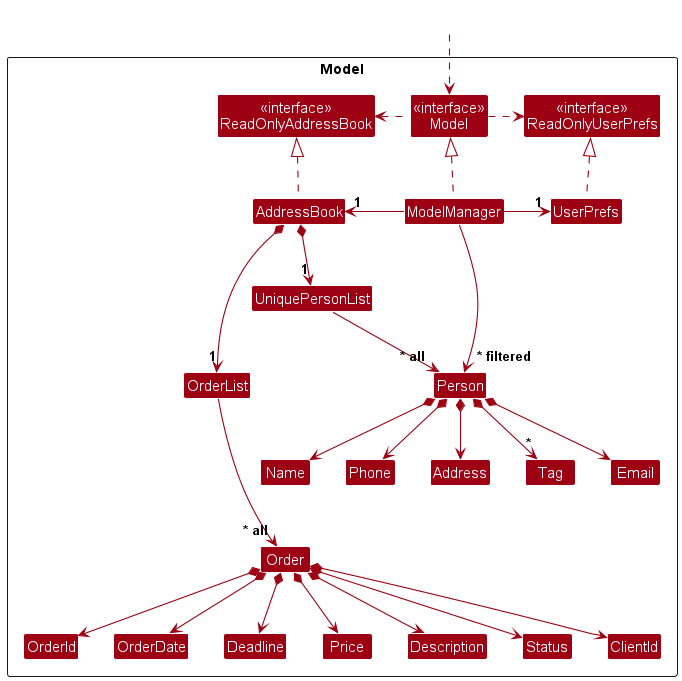 Model
«interface»
ReadOnlyAddressBook
«interface»
Model
«interface»
ReadOnlyUserPrefs
AddressBook
1
ModelManager
1
UserPrefs
1
UniquePersonList
1
* all
* filtered
OrderList
Person
*
Name
Phone
Address
Tag
Email
* all
Order
OrderId
OrderDate
Deadline
Price
Description
Status
ClientId